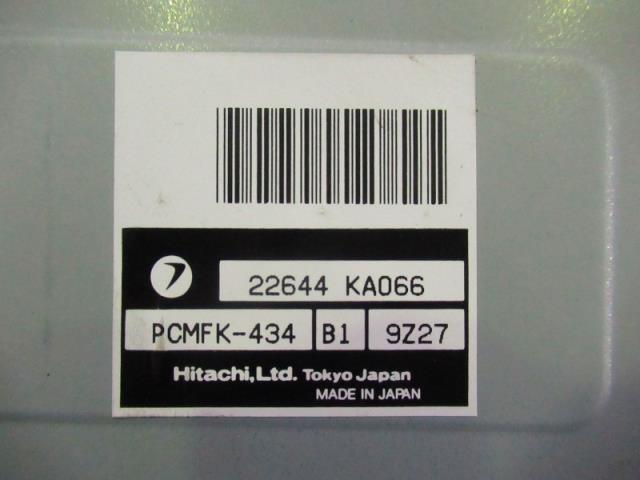 22644 KA066
PCMFK-434 B1 9Z27
Hitachi,Ltd. Tokyo Japan
MADE IN JAPAN